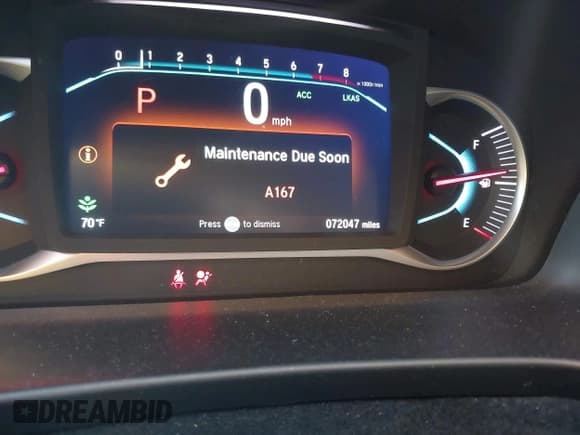 0 1 2 3 4 5 6 7 8
x 1000r/min
P
0 mph
ACC
LKAS
Maintenance Due Soon
A167
Press to dismiss
70°F
072047 miles
F
E
DREAMBID